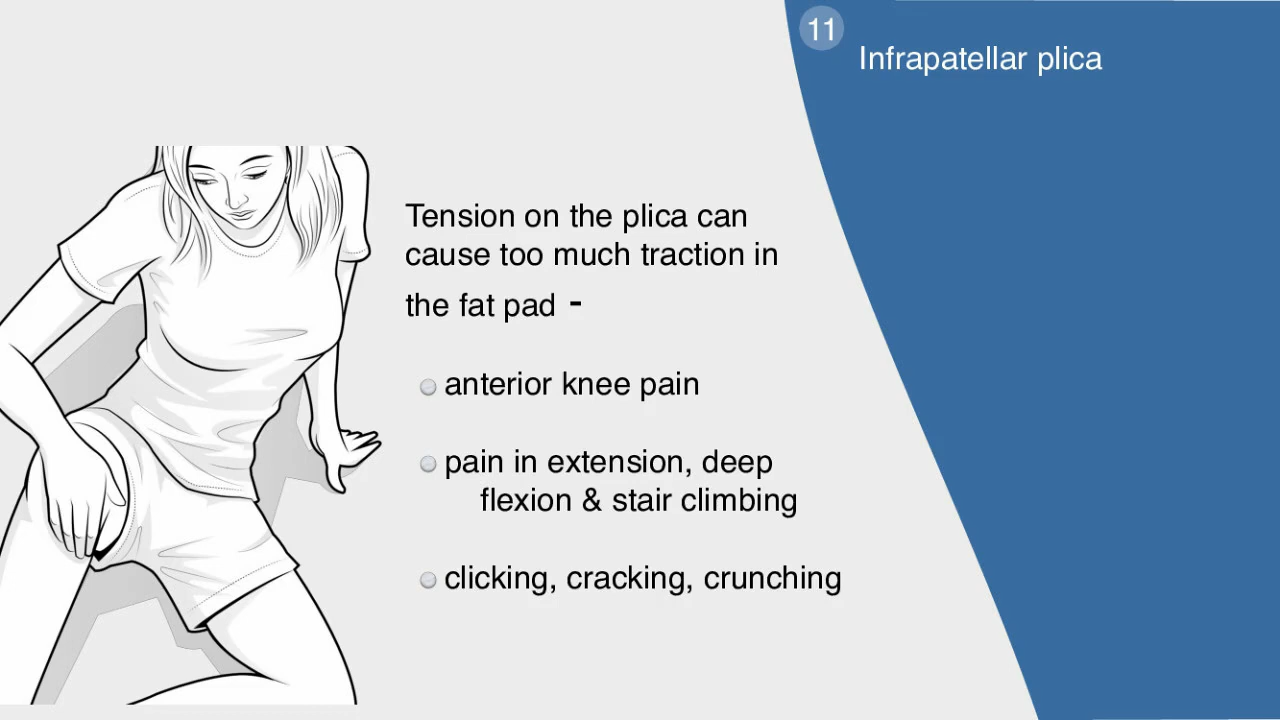 11
Infrapatellar plica
Tension on the plica can
cause too much traction in
the fat pad -
anterior knee pain
pain in extension, deep
flexion & stair climbing
clicking, cracking, crunching